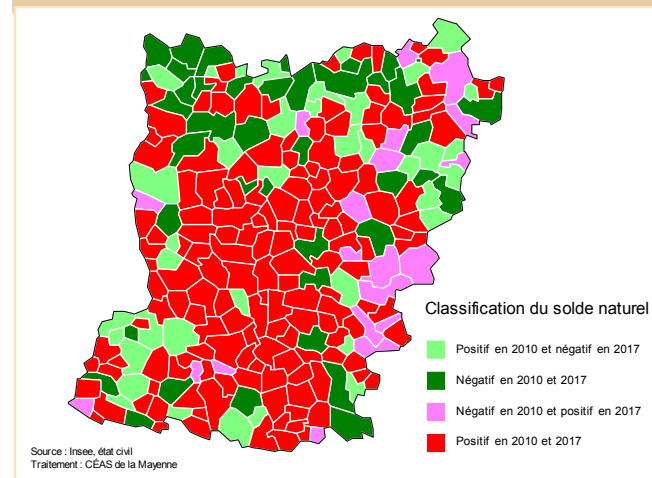 Classification du solde naturel
Positif en 2010 et négatif en 2017
Négatif en 2010 et 2017
Négatif en 2010 et positif en 2017
Positif en 2010 et 2017
Source : Insee, état civil
Traitement : CÉAS de la Mayenne